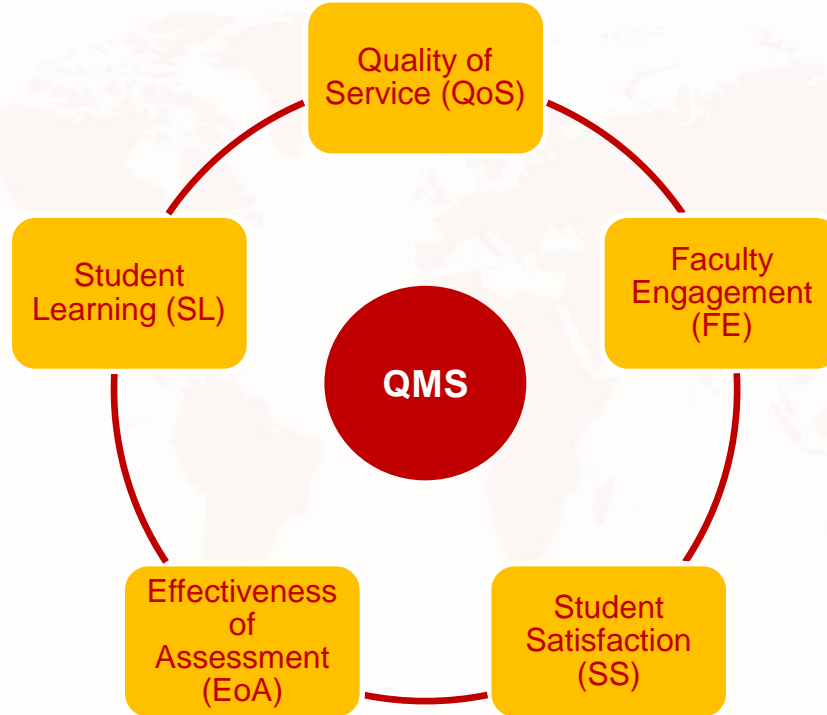 Quality of
Service (QoS)
Faculty
Engagement
(FE)
Student
Satisfaction
(SS)
Effectiveness
of
Assessment
(EoA)
Student
Learning (SL)
QMS